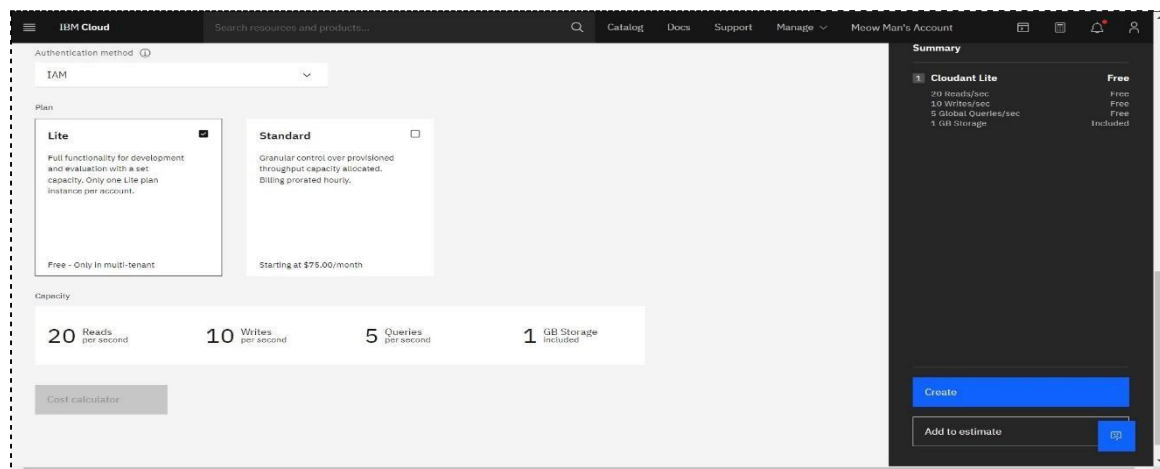 IBM Cloud
Search resources and products...
Catalog
Docs
Support
Manage
Meow Man's Account
Authentication method
IAM
Plan
Lite
Full functionality for development
and evaluation with a set
capacity. Only one Lite plan
instance per account.
Free - Only in multi-tenant
Standard
Granular control over provisioned
throughput capacity allocated.
Billing prorated hourly.
Starting at $75.00/month
Capacity
20 Reads per second
10 Writes per second
5 Queries per second
1 GB Storage included
Cost calculator
Summary
1 Cloudant Lite Free
20 Reads/sec Free
10 Writes/sec Free
5 Global Queries/sec Free
1 GB Storage Included
Create
Add to estimate